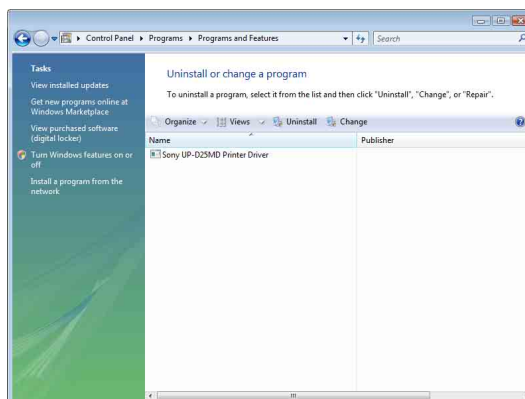 Control Panel ▸ Programs ▸ Programs and Features
Search
Tasks
View installed updates
Get new programs online at
Windows Marketplace
View purchased software
(digital locker)
Turn Windows features on or
off
Install a program from the
network
Uninstall or change a program
To uninstall a program, select it from the list and then click "Uninstall", "Change", or "Repair".
Organize Views Uninstall Change
Name Publisher
Sony UP-D25MD Printer Driver